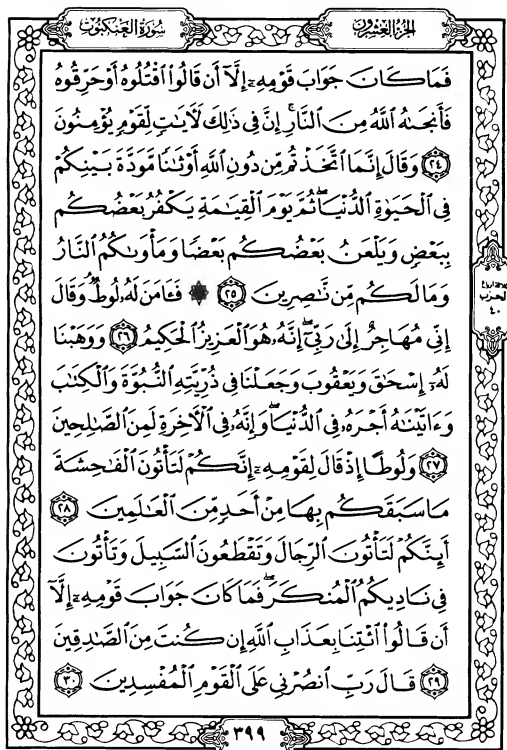 الجزء العشرون
سورة العنكبوت
فَمَا كَانَ جَوَابَ قَوْمِهِۦٓ إِلَّآ أَن قَالُوا۟ ٱقْتُلُوهُ أَوْ حَرِّقُوهُ
فَأَنجَىٰهُ ٱللَّهُ مِنَ ٱلنَّارِ ۚ إِنَّ فِى ذَٰلِكَ لَـَٔايَـٰتٍ لِّقَوْمٍ يُؤْمِنُونَ
٢٤ وَقَالَ إِنَّمَا ٱتَّخَذْتُم مِّن دُونِ ٱللَّهِ أَوْثَـٰنًا مَّوَدَّةَ بَيْنِكُمْ
فِى ٱلْحَيَوٰةِ ٱلدُّنْيَا ۖ ثُمَّ يَوْمَ ٱلْقِيَـٰمَةِ يَكْفُرُ بَعْضُكُم
بِبَعْضٍ وَيَلْعَنُ بَعْضُكُم بَعْضًا وَمَأْوَىٰكُمُ ٱلنَّارُ
وَمَا لَكُم مِّن نَّـٰصِرِينَ ٢٥ ۞ فَـَٔامَنَ لَهُۥ لُوطٌ ۘ وَقَالَ
إِنِّى مُهَاجِرٌ إِلَىٰ رَبِّىٓ ۖ إِنَّهُۥ هُوَ ٱلْعَزِيزُ ٱلْحَكِيمُ ٢٦ وَوَهَبْنَا
لَهُۥٓ إِسْحَـٰقَ وَيَعْقُوبَ وَجَعَلْنَا فِى ذُرِّيَّتِهِ ٱلنُّبُوَّةَ وَٱلْكِتَـٰبَ
وَءَاتَيْنَـٰهُ أَجْرَهُۥ فِى ٱلدُّنْيَا ۖ وَإِنَّهُۥ فِى ٱلْـَٔاخِرَةِ لَمِنَ ٱلصَّـٰلِحِينَ
٢٧ وَلُوطًا إِذْ قَالَ لِقَوْمِهِۦٓ إِنَّكُمْ لَتَأْتُونَ ٱلْفَـٰحِشَةَ
مَا سَبَقَكُم بِهَا مِنْ أَحَدٍ مِّنَ ٱلْعَـٰلَمِينَ ٢٨
أَئِنَّكُمْ لَتَأْتُونَ ٱلرِّجَالَ وَتَقْطَعُونَ ٱلسَّبِيلَ وَتَأْتُونَ
فِى نَادِيكُمُ ٱلْمُنكَرَ ۖ فَمَا كَانَ جَوَابَ قَوْمِهِۦٓ إِلَّآ
أَن قَالُوا۟ ٱئْتِنَا بِعَذَابِ ٱللَّهِ إِن كُنتَ مِنَ ٱلصَّـٰدِقِينَ
٢٩ قَالَ رَبِّ ٱنصُرْنِى عَلَى ٱلْقَوْمِ ٱلْمُفْسِدِينَ ٣٠
الحزب
٤٠
٣٩٩